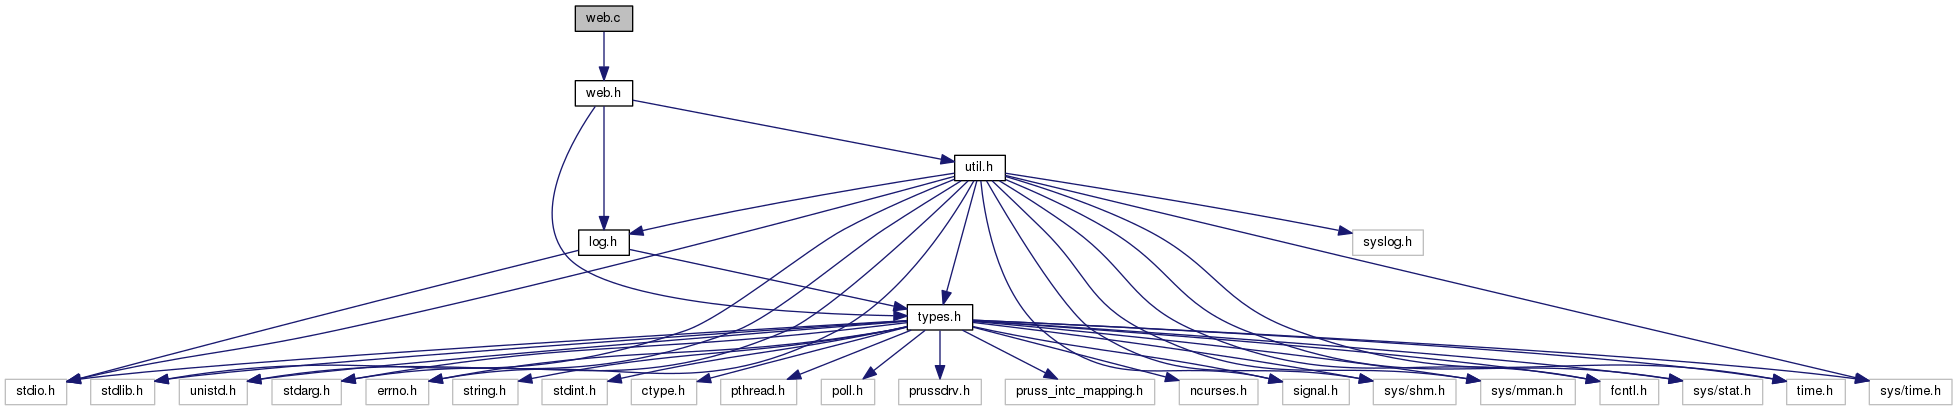 web.c
web.h
util.h
log.h
syslog.h
types.h
stdio.h
stdlib.h
unistd.h
stdarg.h
errno.h
string.h
stdint.h
ctype.h
pthread.h
poll.h
prussdrv.h
pruss_intc_mapping.h
ncurses.h
signal.h
sys/shm.h
sys/mman.h
fcntl.h
sys/stat.h
time.h
sys/time.h